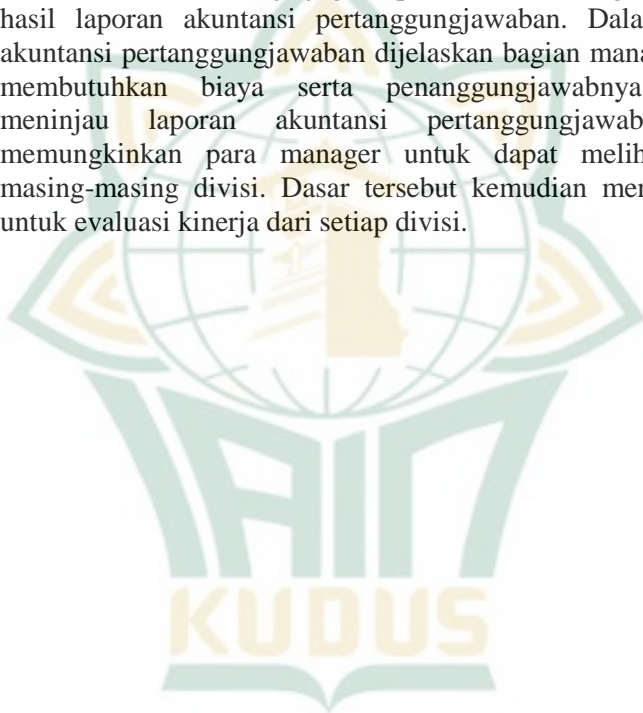 hasil laporan akuntansi pertanggungjawaban. Dala
akuntansi pertanggungjawaban dijelaskan bagian mana
membutuhkan biaya serta penanggungjawabnya
meninjau laporan akuntansi pertanggungjawab
memungkinkan para manager untuk dapat melih
masing-masing divisi. Dasar tersebut kemudian mer
untuk evaluasi kinerja dari setiap divisi.
IAIN
KUDUS